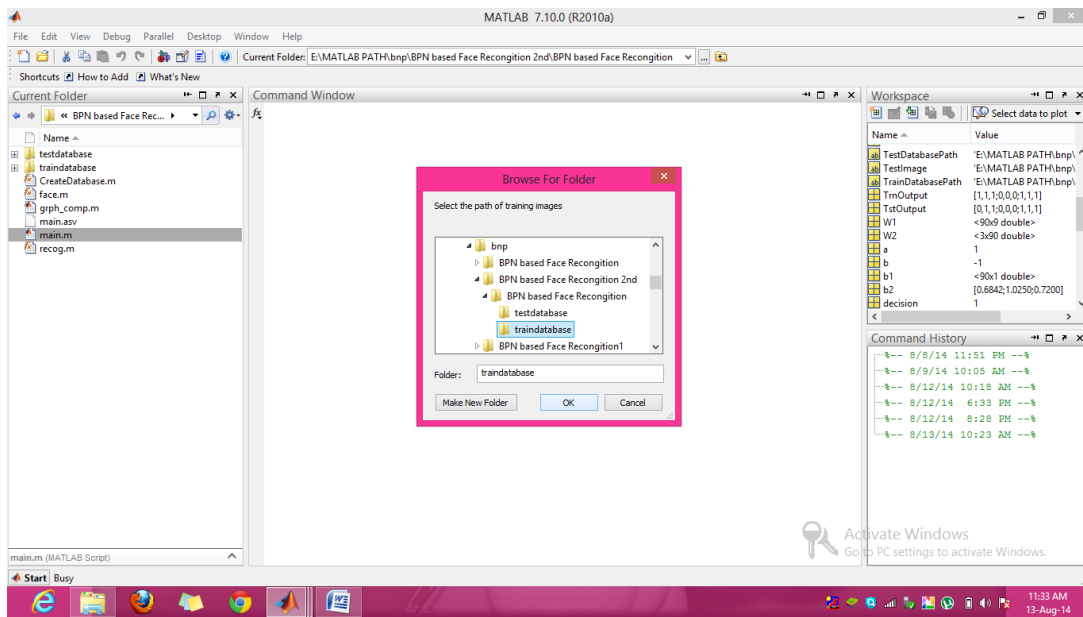 MATLAB 7.10.0 (R2010a)
File Edit View Debug Parallel Desktop Window Help
Current Folder: E:\MATLAB PATH\bnp\BPN based Face Recongition 2nd\BPN based Face Recongition
Shortcuts How to Add What's New
Current Folder
« BPN based Face Rec...
Name
testdatabase
traindatabase
CreateDatabase.m
face.m
grph_comp.m
main.asv
main.m
recog.m
main.m (MATLAB Script)
Command Window
fx
Browse For Folder
Select the path of training images
bnp
BPN based Face Recongition
BPN based Face Recongition 2nd
BPN based Face Recongition
testdatabase
traindatabase
BPN based Face Recongition1
Folder: traindatabase
Make New Folder OK Cancel
Workspace
Select data to plot
Name Value
TestDatabasePath 'E:\MATLAB PATH\bnp\
TestImage 'E:\MATLAB PATH\bnp\
TrainDatabasePath 'E:\MATLAB PATH\bnp\
TrnOutput [1,1,1;0,0,0;1,1,1]
TstOutput [0,1,1;0,0,0;1,1,1]
W1 <90x9 double>
W2 <3x90 double>
a 1
b -1
b1 <90x1 double>
b2 [0.6842;1.0250;0.7200]
decision 1
Command History
%-- 8/8/14 11:51 PM --%
%-- 8/9/14 10:05 AM --%
%-- 8/12/14 10:18 AM --%
%-- 8/12/14 6:33 PM --%
%-- 8/12/14 8:28 PM --%
%-- 8/13/14 10:23 AM --%
Activate Windows
Go to PC settings to activate Windows.
Start Busy
11:33 AM
13-Aug-14